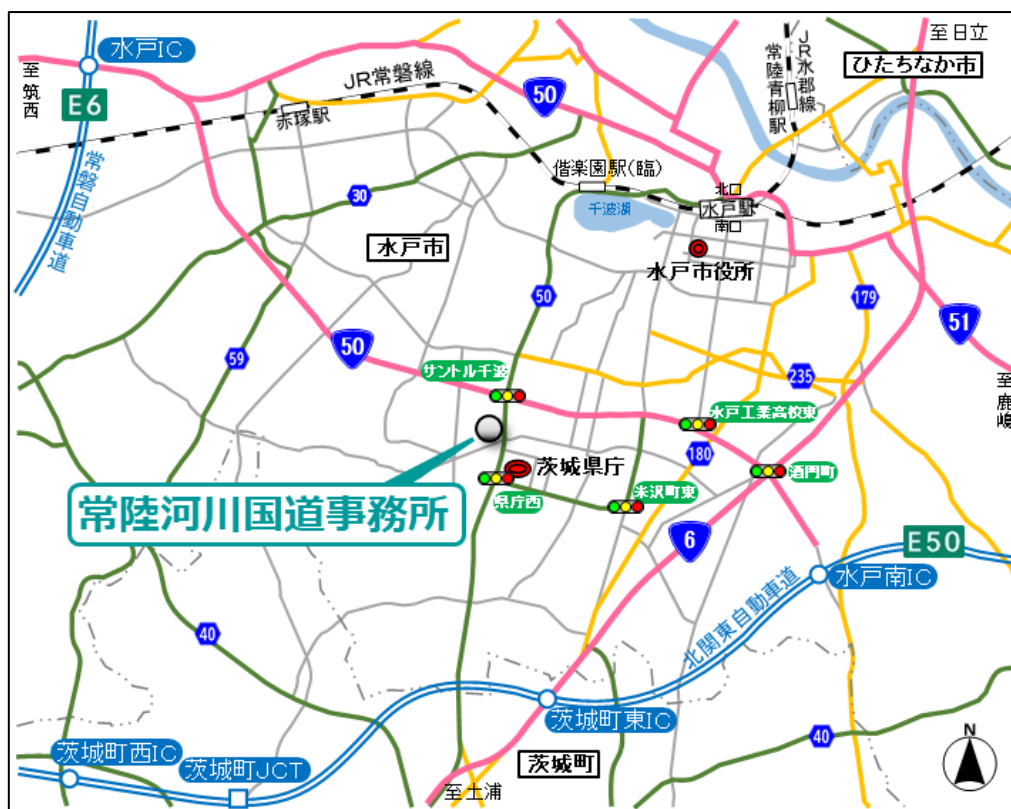 水戸IC
至筑西
E6
常磐自動車道
JR常磐線
赤塚駅
50
JR水郡線
常陸青柳駅
至日立
ひたちなか市
偕楽園駅(臨)
千波湖
北口
水戸駅
南口
30
水戸市
水戸市役所
50
179
51
50
59
サントル千波
235
至鹿嶋
水戸工業高校東
180
酒門町
茨城県庁
県庁西
米沢町東
常陸河川国道事務所
6
E50
水戸南IC
北関東自動車道
40
茨城町東IC
茨城町西IC
茨城町JCT
茨城町
40
至土浦
N